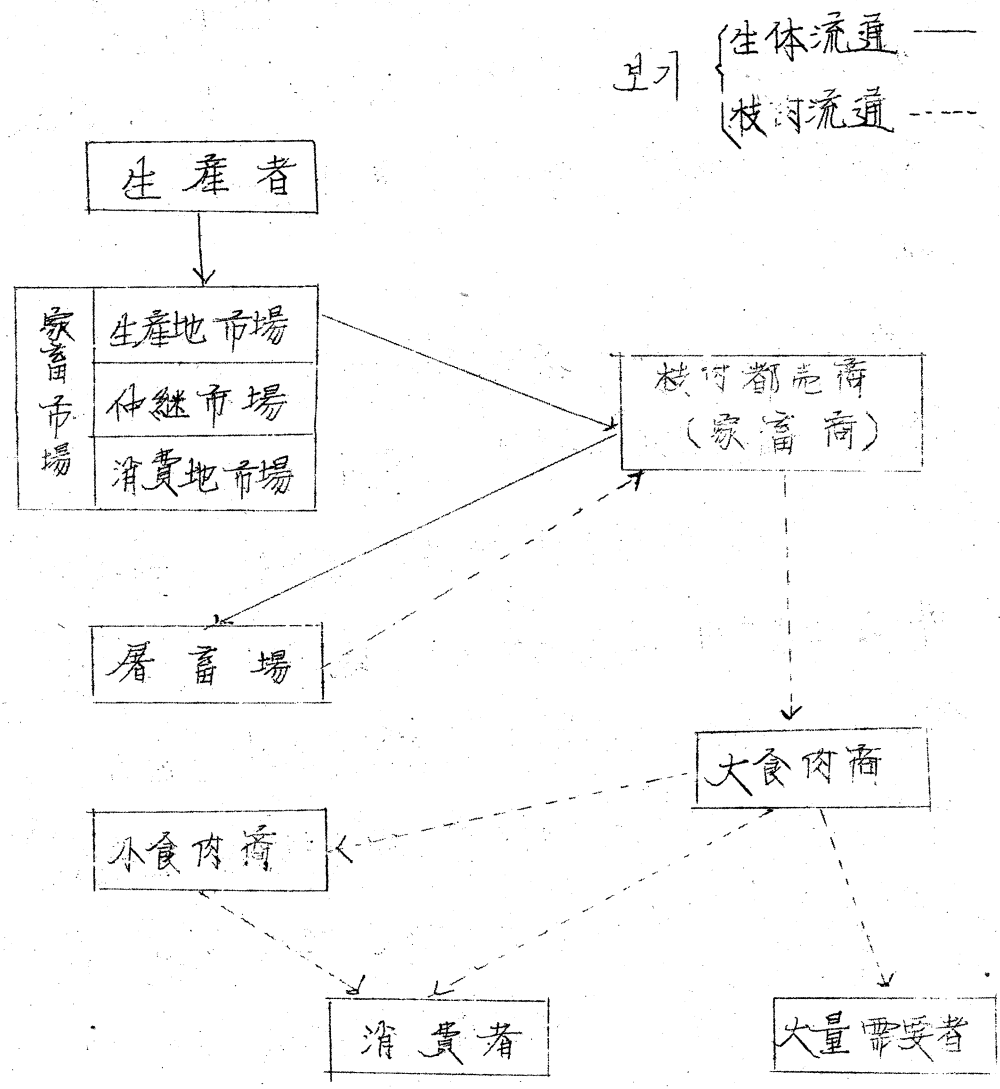 보기
生体流通
枝肉流通
生産者
家畜市場
生産地市場
仲継市場
消費地市場
枝肉都売商
(家畜商)
屠畜場
大食肉商
小食肉商
消費者
大量需要者